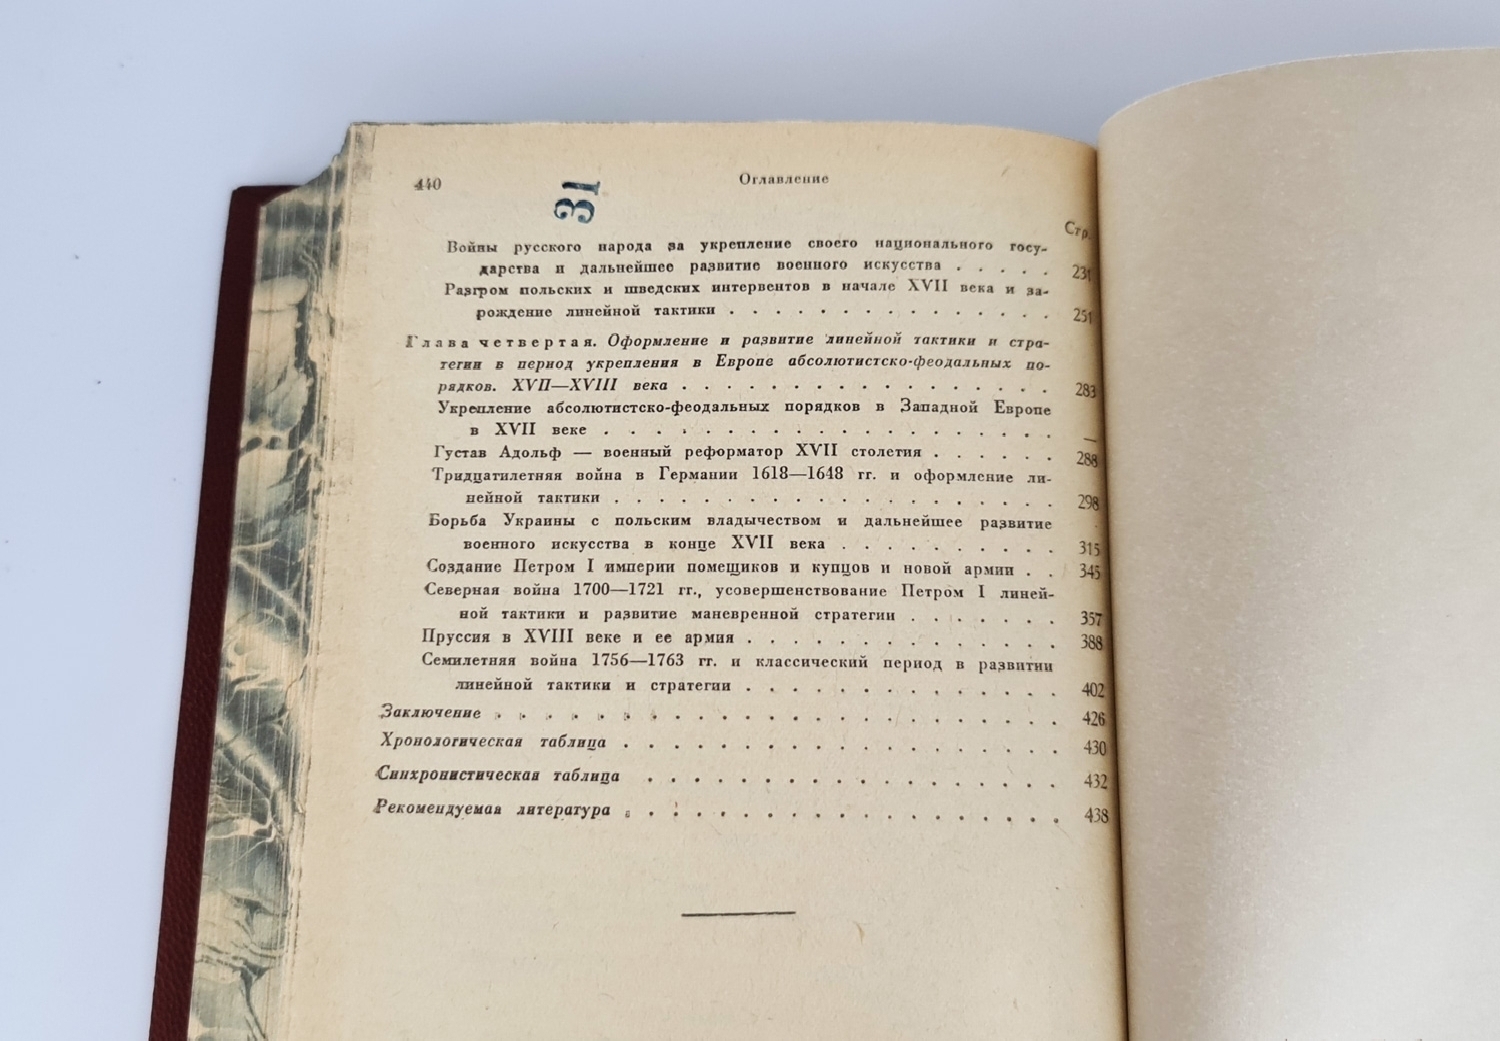 440
Оглавление
31
Стр.
Войны русского народа за укрепление своего национального госу-
дарства и дальнейшее развитие военного искусства . . . . . 231
Разгром польских и шведских интервентов в начале XVII века и за-
рождение линейной тактики . . . . . . . . . . . . . . 251
Глава четвертая. Оформление и развитие линейной тактики и стра-
тегии в период укрепления в Европе абсолютистско-феодальных по-
рядков. XVII—XVIII века . . . . . . . . . . . . . . . . 283
Укрепление абсолютистско-феодальных порядков в Западной Европе
в XVII веке . . . . . . . . . . . . . . . . . . —
Густав Адольф — военный реформатор XVII столетия . . . . . . 288
Тридцатилетняя война в Германии 1618—1648 гг. и оформление ли-
нейной тактики . . . . . . . . . . . . . . . . . . 298
Борьба Украины с польским владычеством и дальнейшее развитие
военного искусства в конце XVII века . . . . . . . . . 315
Создание Петром I империи помещиков и купцов и новой армии . . 345
Северная война 1700—1721 гг., усовершенствование Петром I линей-
ной тактики и развитие маневренной стратегии . . . . . . . 357
Пруссия в XVIII веке и ее армия . . . . . . . . . . . . . 388
Семилетняя война 1756—1763 гг. и классический период в развитии
линейной тактики и стратегии . . . . . . . . . . . . . 402
Заключение . . . . . . . . . . . . . . . . . . . . . . 426
Хронологическая таблица . . . . . . . . . . . . . . . . . 430
Синхронистическая таблица . . . . . . . . . . . . . . . . 432
Рекомендуемая литература . . . . . . . . . . . . . . . . . 438